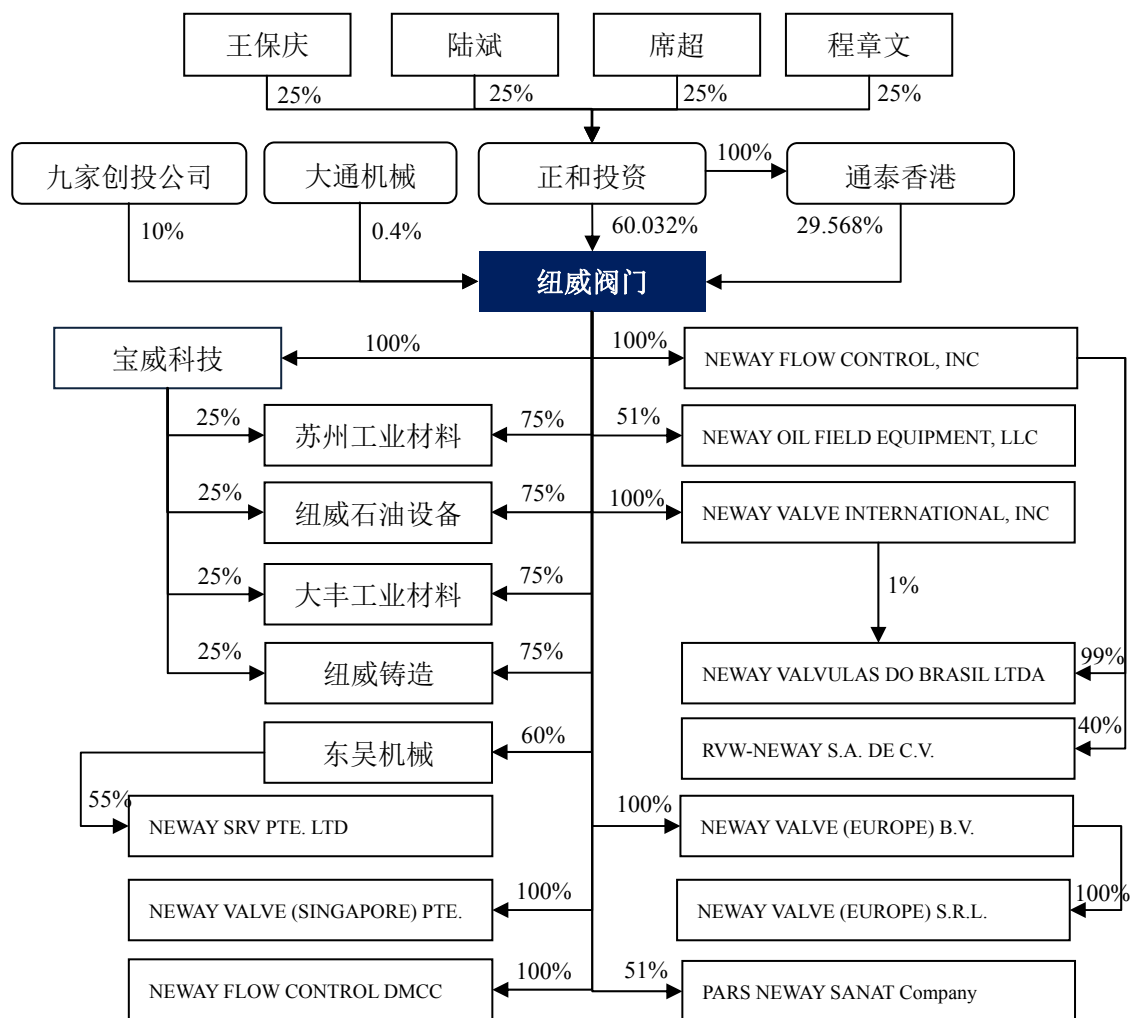 王保庆
陆斌
席超
程章文
25%
25%
25%
25%
九家创投公司
大通机械
正和投资
100%
通泰香港
10%
0.4%
60.032%
29.568%
纽威阀门
宝威科技
100%
100%
NEWAY FLOW CONTROL, INC
25%
苏州工业材料
75%
51%
NEWAY OIL FIELD EQUIPMENT, LLC
25%
纽威石油设备
75%
100%
NEWAY VALVE INTERNATIONAL, INC
25%
大丰工业材料
75%
1%
25%
纽威铸造
75%
NEWAY VALVULAS DO BRASIL LTDA
99%
东吴机械
60%
RVW-NEWAY S.A. DE C.V.
40%
55%
NEWAY SRV PTE. LTD
100%
NEWAY VALVE (EUROPE) B.V.
NEWAY VALVE (SINGAPORE) PTE.
100%
NEWAY VALVE (EUROPE) S.R.L.
100%
NEWAY FLOW CONTROL DMCC
100%
51%
PARS NEWAY SANAT Company